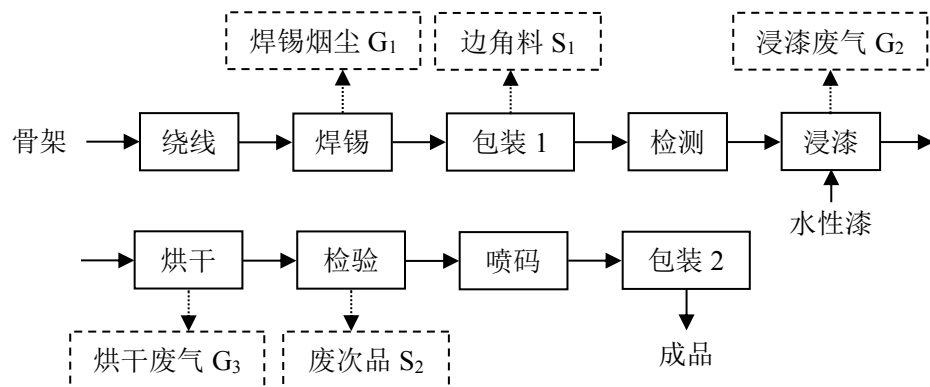 焊锡烟尘 G₁
边角料 S₁
浸漆废气 G₂
骨架
绕线
焊锡
包装 1
检测
浸漆
水性漆
烘干
检验
喷码
包装 2
烘干废气 G₃
废次品 S₂
成品